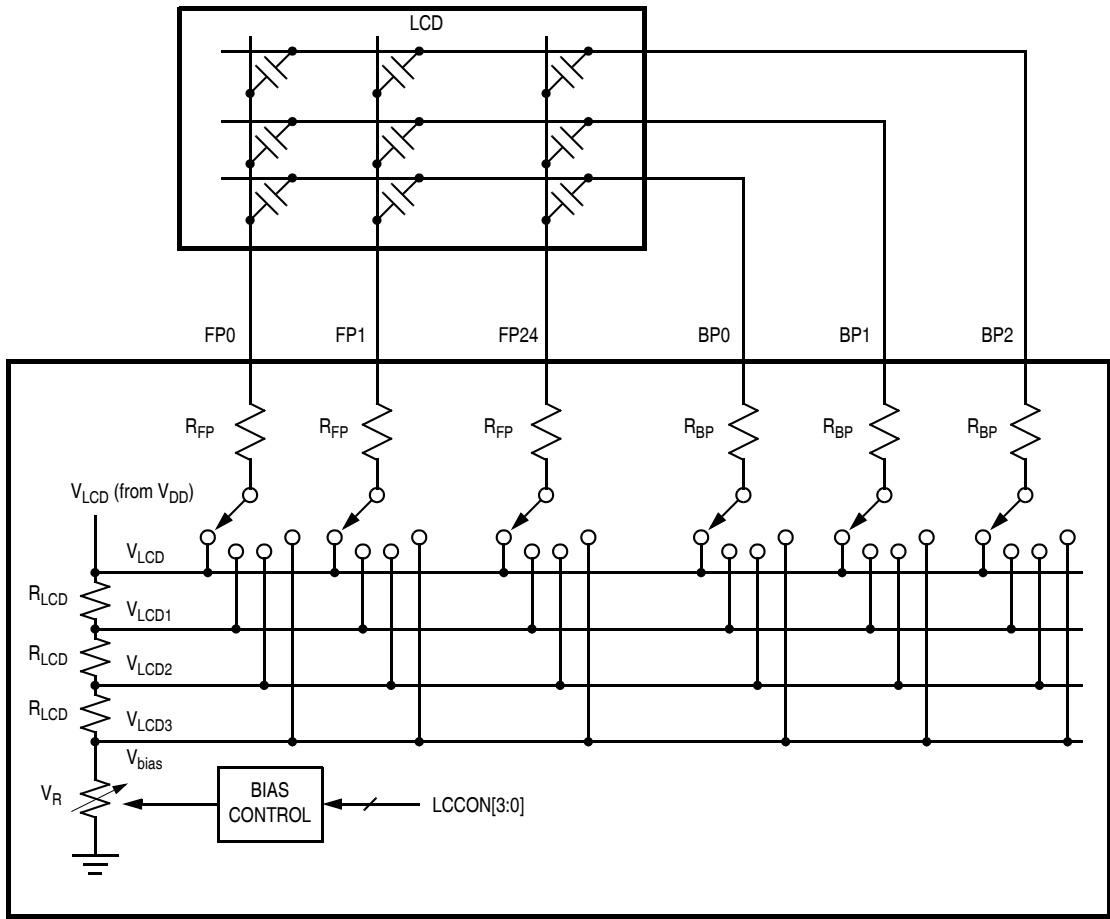 LCD
FP0 FP1 FP24 BP0 BP1 BP2
RFP RFP RFP RBP RBP RBP
VLCD (from VDD)
VLCD
RLCD
VLCD1
RLCD
VLCD2
RLCD
VLCD3
Vbias
VR
BIAS
CONTROL
LCCON[3:0]